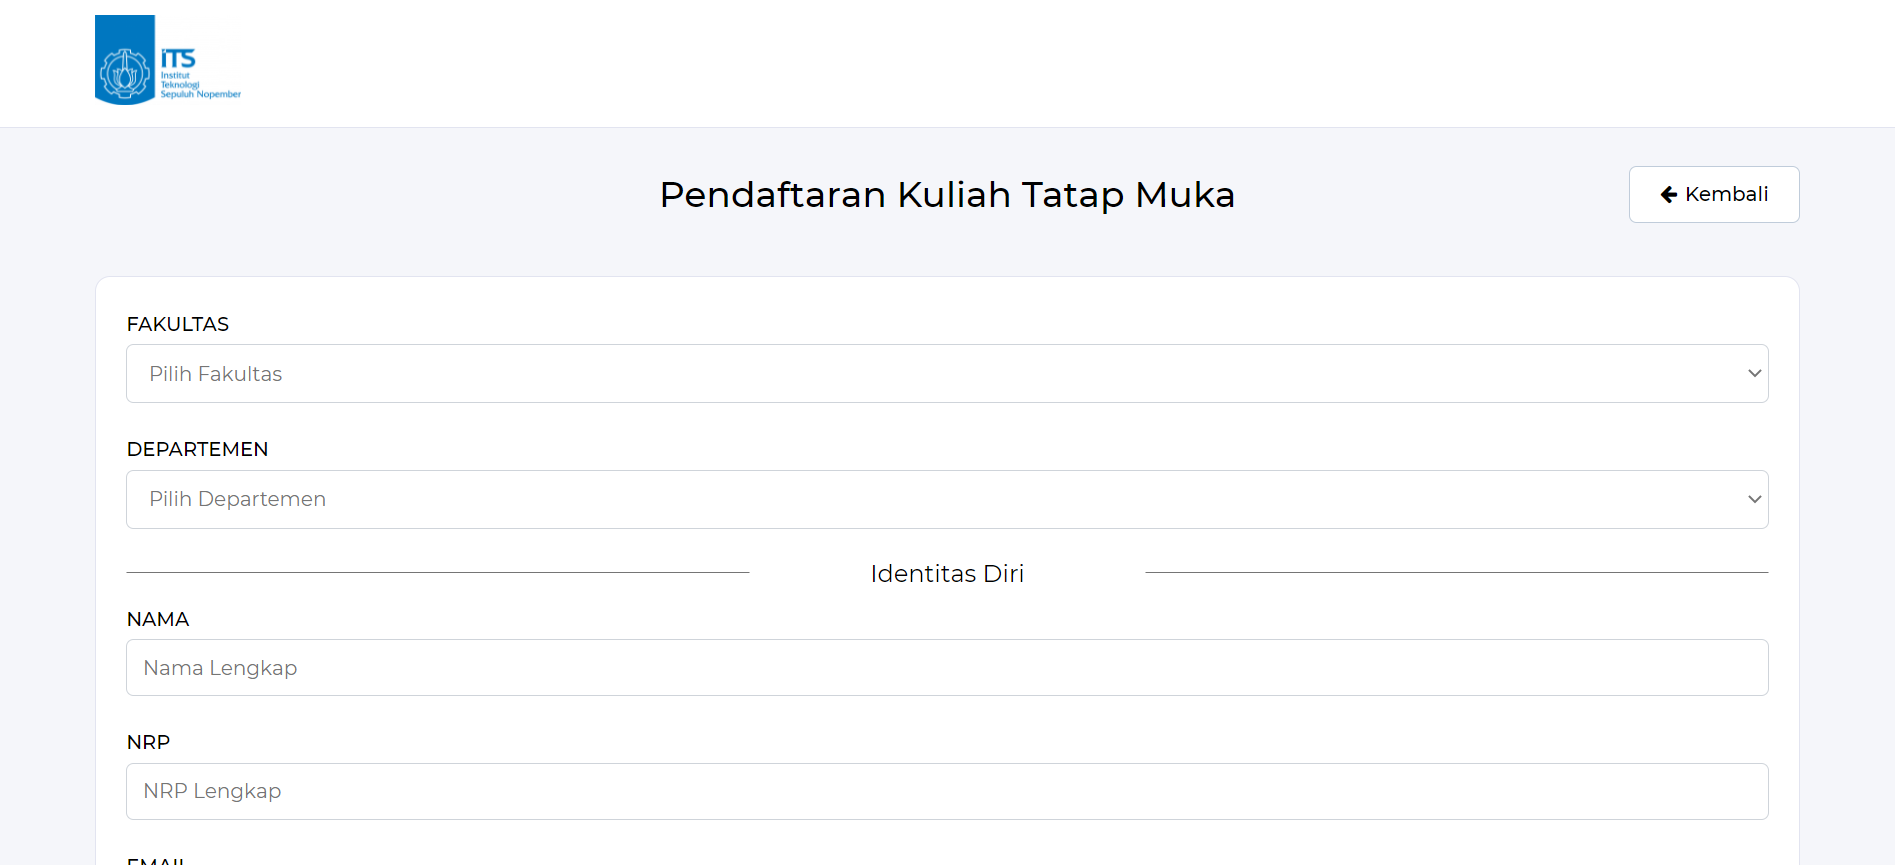 iTS
Institut
Teknologi
Sepuluh Nopember
Pendaftaran Kuliah Tatap Muka
Kembali
FAKULTAS
Pilih Fakultas
DEPARTEMEN
Pilih Departemen
Identitas Diri
NAMA
Nama Lengkap
NRP
NRP Lengkap
EMAIL